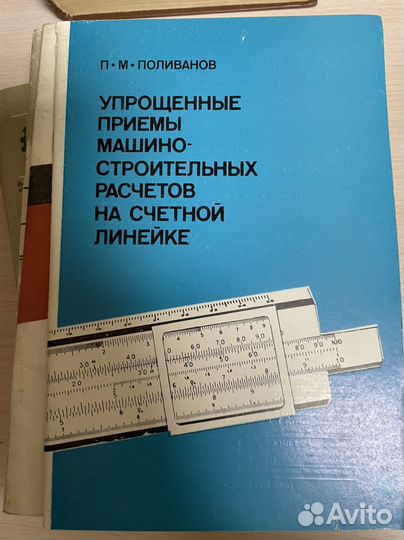 П•М•ПОЛИВАНОВ
УПРОЩЕННЫЕ
ПРИЕМЫ
МАШИНО-
СТРОИТЕЛЬНЫХ
РАСЧЕТОВ
НА СЧЕТНОЙ
ЛИНЕЙКЕ
Avito